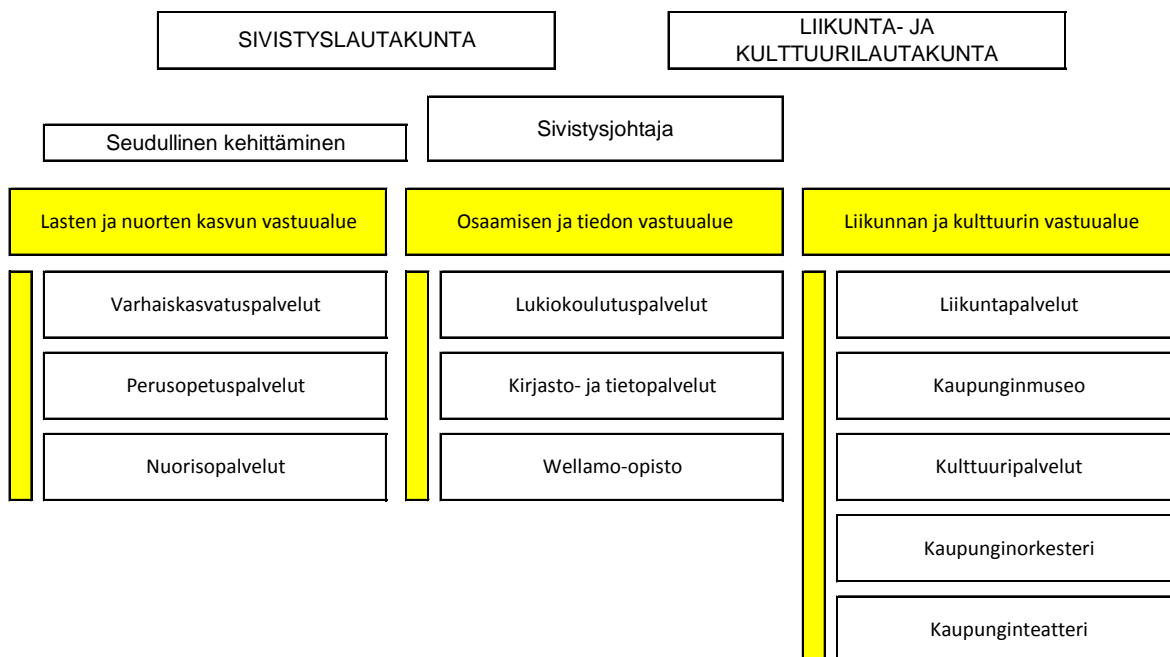 SIVISTYSLAUTAKUNTA
LIIKUNTA- JA
KULTTUURILAUTAKUNTA
Seudullinen kehittäminen
Sivistysjohtaja
Lasten ja nuorten kasvun vastuualue
Osaamisen ja tiedon vastuualue
Liikunnan ja kulttuurin vastuualue
Varhaiskasvatuspalvelut
Lukiokoulutuspalvelut
Liikuntapalvelut
Perusopetuspalvelut
Kirjasto- ja tietopalvelut
Kaupunginmuseo
Nuorisopalvelut
Wellamo-opisto
Kulttuuripalvelut
Kaupunginorkesteri
Kaupunginteatteri